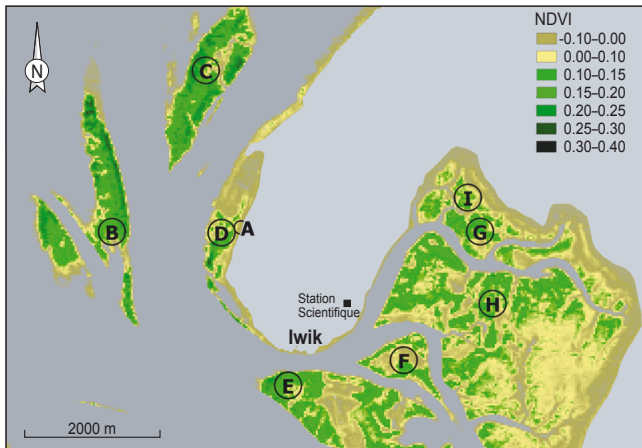 NDVI
-0.10–0.00
0.00–0.10
0.10–0.15
0.15–0.20
0.20–0.25
0.25–0.30
0.30–0.40
N
C
B
D
A
I
G
H
Station
Scientifique
Iwik
F
E
2000 m